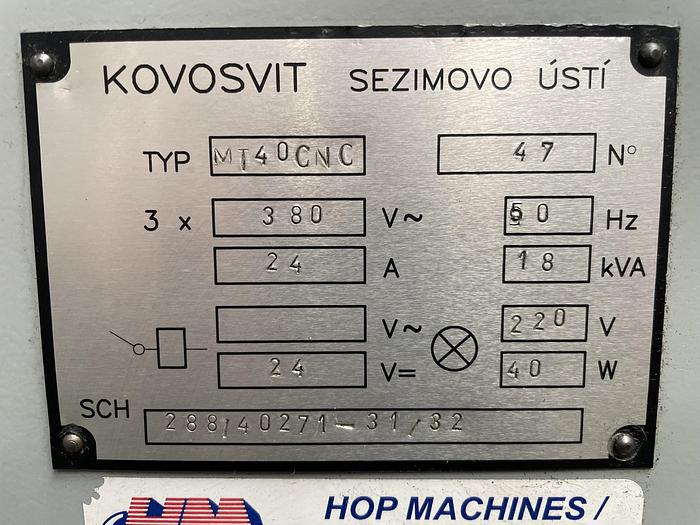 KOVOSVIT SEZIMOVO ÚSTÍ
TYP MT40CNC 47 N°
3 x 380 V~ 50 Hz
24 A 18 kVA
V~ 220 V
24 V= 40 W
SCH 288/40271-31/32
HM HOP MACHINES /